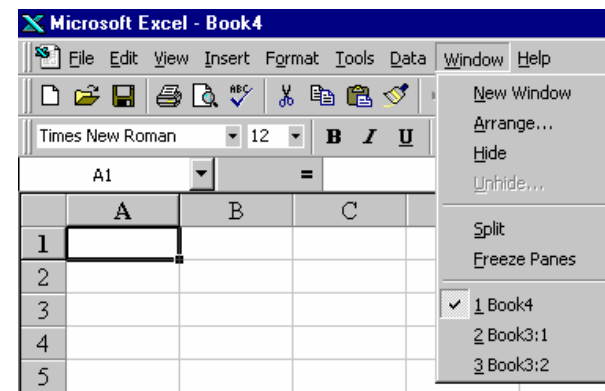 Microsoft Excel - Book4
File Edit View Insert Format Tools Data Window Help
ABC
Times New Roman 12 B I U
A1 =
A B C
1
2
3
4
5
New Window
Arrange...
Hide
Unhide...
Split
Freeze Panes
✓ 1 Book4
2 Book3:1
3 Book3:2